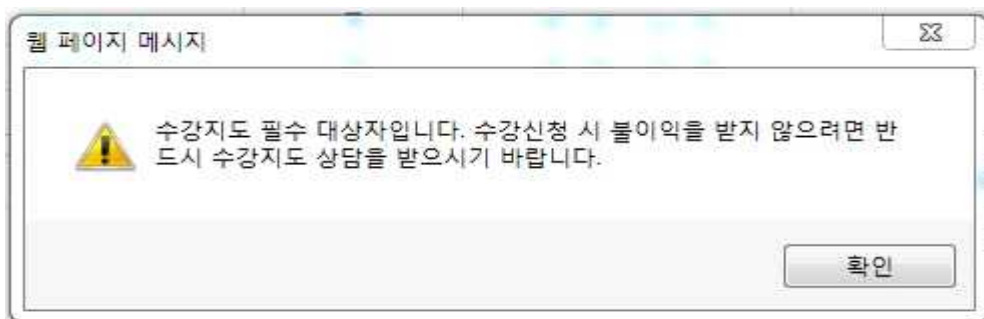 웹 페이지 메시지
수강지도 필수 대상자입니다. 수강신청 시 불이익을 받지 않으려면 반
드시 수강지도 상담을 받으시기 바랍니다.
확인